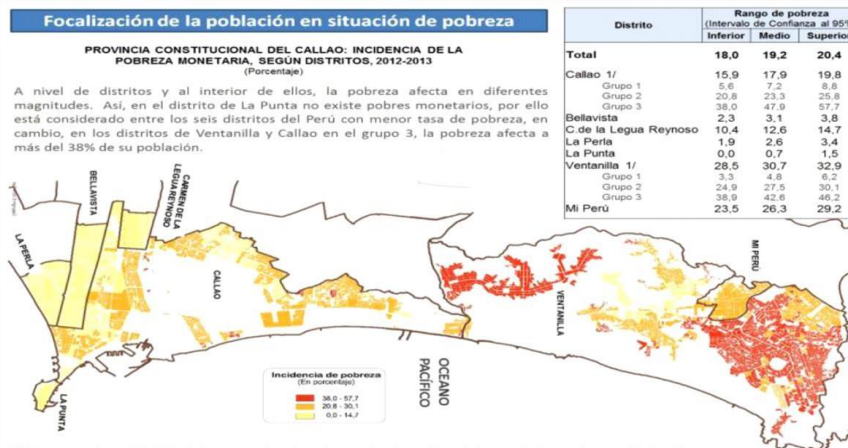 Focalización de la población en situación de pobreza
PROVINCIA CONSTITUCIONAL DEL CALLAO: INCIDENCIA DE LA
POBREZA MONETARIA, SEGÚN DISTRITOS, 2012-2013
(Porcentaje)
A nivel de distritos y al interior de ellos, la pobreza afecta en diferentes
magnitudes. Así, en el distrito de La Punta no existe pobres monetarios, por ello
está considerado entre los seis distritos del Perú con menor tasa de pobreza, en
cambio, en los distritos de Ventanilla y Callao en el grupo 3, la pobreza afecta a
más del 38% de su población.
Distrito Rango de pobreza
(Intervalo de Confianza al 95%
Inferior Medio Superior
Total 18,0 19,2 20,4
Callao 1/ 15,9 17,9 19,8
Grupo 1 5,6 7,2 8,8
Grupo 2 20,8 23,3 25,8
Grupo 3 38,0 47,9 57,7
Bellavista 2,3 3,1 3,8
C.de la Legua Reynoso 10,4 12,6 14,7
La Perla 1,9 2,6 3,4
La Punta 0,0 0,7 1,5
Ventanilla 1/ 28,5 30,7 32,9
Grupo 1 3,3 4,8 6,2
Grupo 2 24,9 27,5 30,1
Grupo 3 38,9 42,6 46,2
Mi Perú 23,5 26,3 29,2
LA PERLA
BELLAVISTA
CARMEN DE LA
LEGUA REYNOSO
CALLAO
LA PUNTA
VENTANILLA
MI PERÚ
OCEANO
PACÍFICO
Incidencia de pobreza
(En porcentaje)
38,0 - 57,7
20,8 - 30,1
0,0 - 14,7